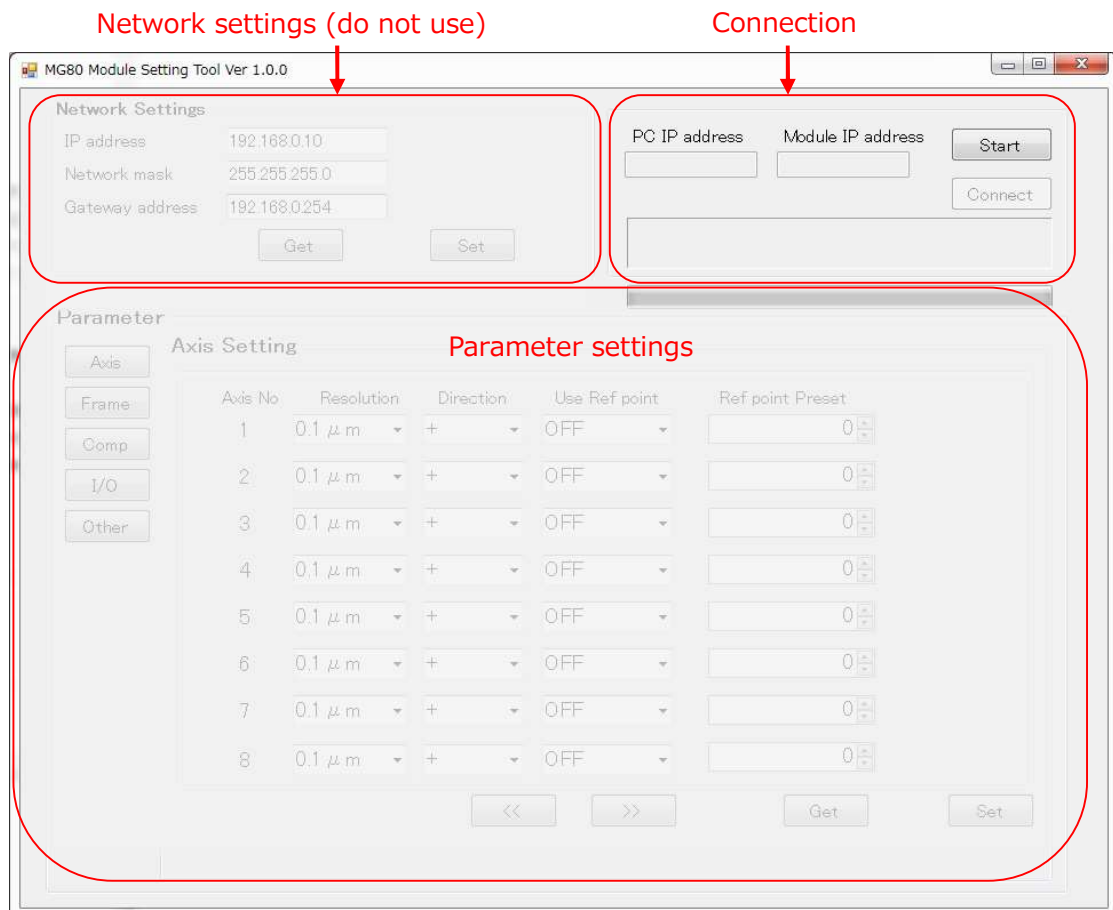 Network settings (do not use)
Connection
MG80 Module Setting Tool Ver 1.0.0
Network Settings
IP address 192.168.0.10
Network mask 255.255.255.0
Gateway address 192.168.0.254
Get Set
PC IP address Module IP address Start
Connect
Parameter
Axis
Frame
Comp
I/O
Other
Axis Setting
Parameter settings
Axis No Resolution Direction Use Ref point Ref point Preset
1 0.1 μm + OFF 0
2 0.1 μm + OFF 0
3 0.1 μm + OFF 0
4 0.1 μm + OFF 0
5 0.1 μm + OFF 0
6 0.1 μm + OFF 0
7 0.1 μm + OFF 0
8 0.1 μm + OFF 0
<< >> Get Set